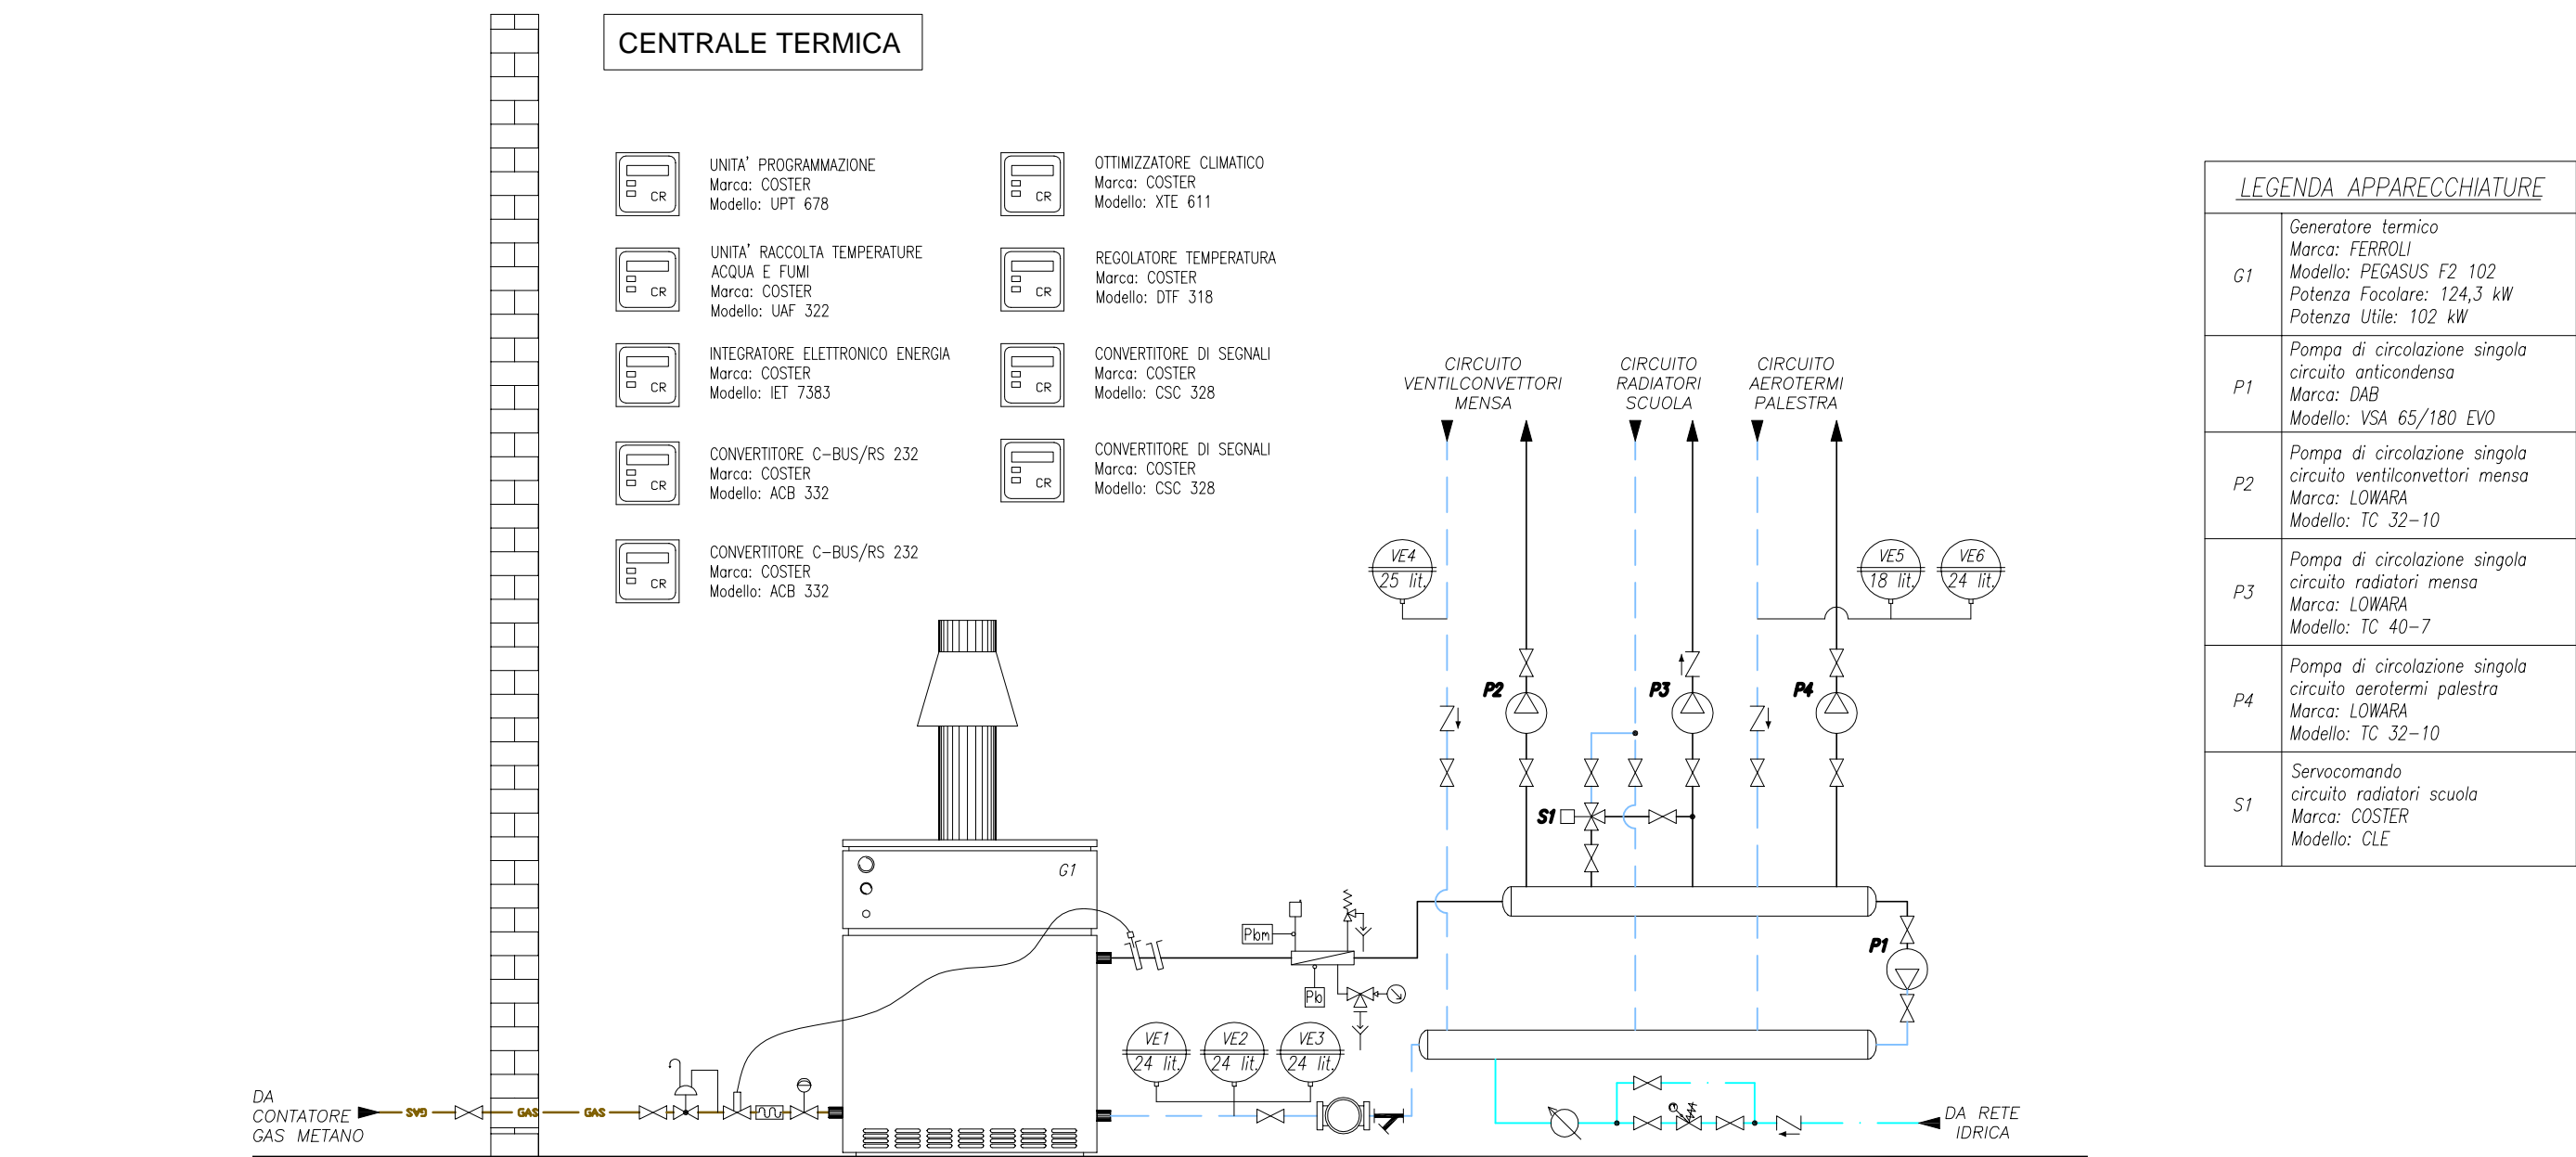 CENTRALE TERMICA
CR
UNITA' PROGRAMMAZIONE
Marca: COSTER
Modello: UPT 678
CR
UNITA' RACCOLTA TEMPERATURE
ACQUA E FUMI
Marca: COSTER
Modello: UAF 322
CR
INTEGRATORE ELETTRONICO ENERGIA
Marca: COSTER
Modello: IET 7383
CR
CONVERTITORE C-BUS/RS 232
Marca: COSTER
Modello: ACB 332
CR
CONVERTITORE C-BUS/RS 232
Marca: COSTER
Modello: ACB 332
CR
OTTIMIZZATORE CLIMATICO
Marca: COSTER
Modello: XTE 611
CR
REGOLATORE TEMPERATURA
Marca: COSTER
Modello: DTF 318
CR
CONVERTITORE DI SEGNALI
Marca: COSTER
Modello: CSC 328
CR
CONVERTITORE DI SEGNALI
Marca: COSTER
Modello: CSC 328
CIRCUITO
VENTILCONVETTORI
MENSA
CIRCUITO
RADIATORI
SCUOLA
CIRCUITO
AEROTERMI
PALESTRA
VE4
25 lit.
VE5
18 lit.
VE6
24 lit.
P2
P3
P4
S1
G1
Pbm
Pb
P1
VE1
24 lit.
VE2
24 lit.
VE3
24 lit.
DA
CONTATORE
GAS METANO
GAS
GAS
GAS
DA RETE
IDRICA
LEGENDA APPARECCHIATURE
G1
Generatore termico
Marca: FERROLI
Modello: PEGASUS F2 102
Potenza Focolare: 124,3 kW
Potenza Utile: 102 kW
P1
Pompa di circolazione singola
circuito anticondensa
Marca: DAB
Modello: VSA 65/180 EVO
P2
Pompa di circolazione singola
circuito ventilconvettori mensa
Marca: LOWARA
Modello: TC 32-10
P3
Pompa di circolazione singola
circuito radiatori mensa
Marca: LOWARA
Modello: TC 40-7
P4
Pompa di circolazione singola
circuito aerotermi palestra
Marca: LOWARA
Modello: TC 32-10
S1
Servocomando
circuito radiatori scuola
Marca: COSTER
Modello: CLE